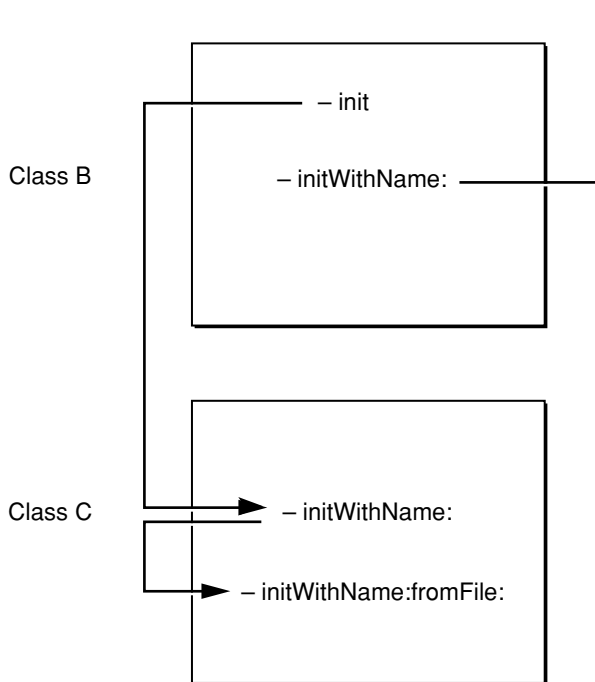 – init
Class B
– initWithName:
Class C
– initWithName:
– initWithName:fromFile: